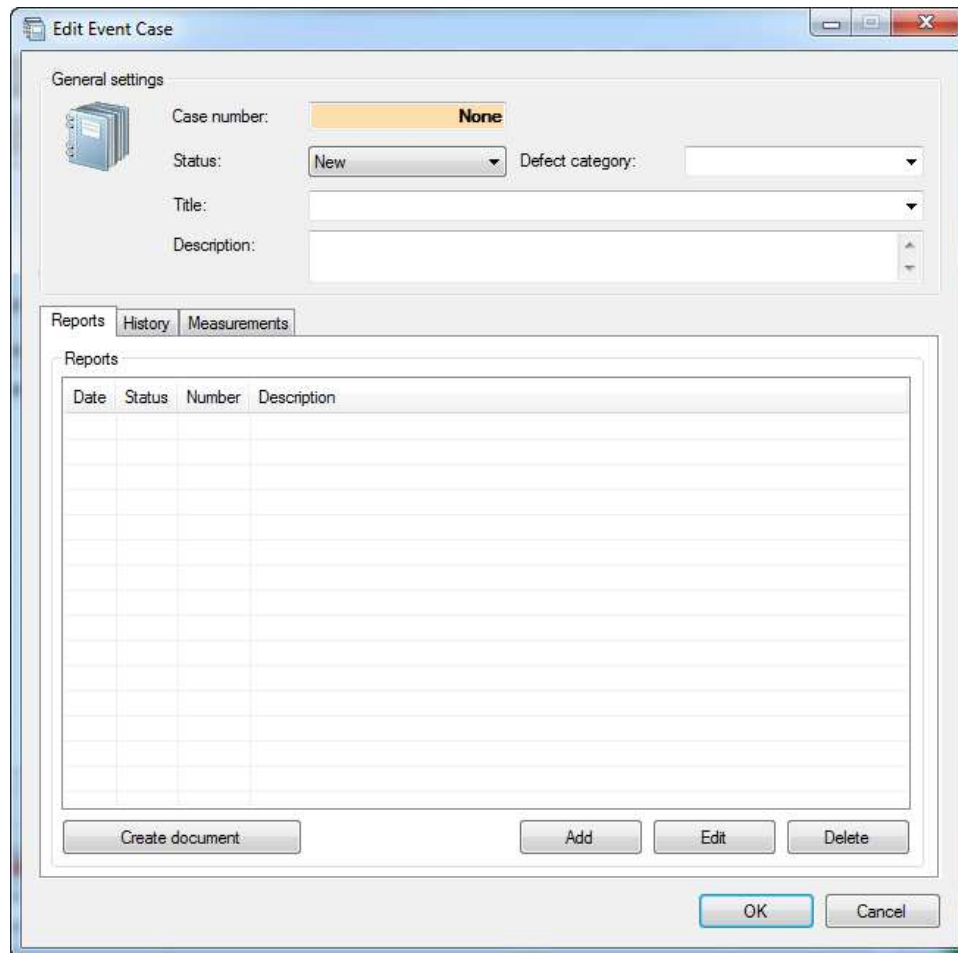 Edit Event Case
General settings
Case number: None
Status: New Defect category:
Title:
Description:
Reports History Measurements
Reports
Date Status Number Description
Create document Add Edit Delete
OK Cancel